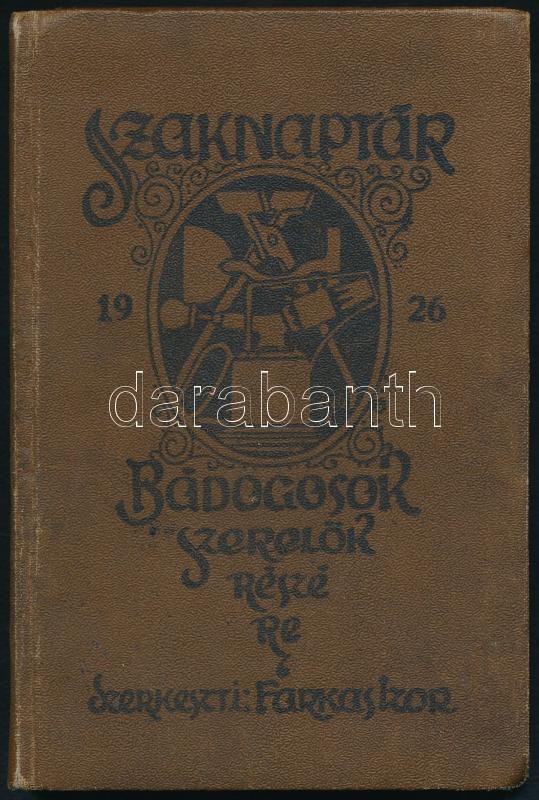 SZAKNAPTÁR
19 26
darabanth
BÁDOGOSOK
SZERELŐK
RÉSZÉ
RE
SZERKESZTI: FARKAS IZOR